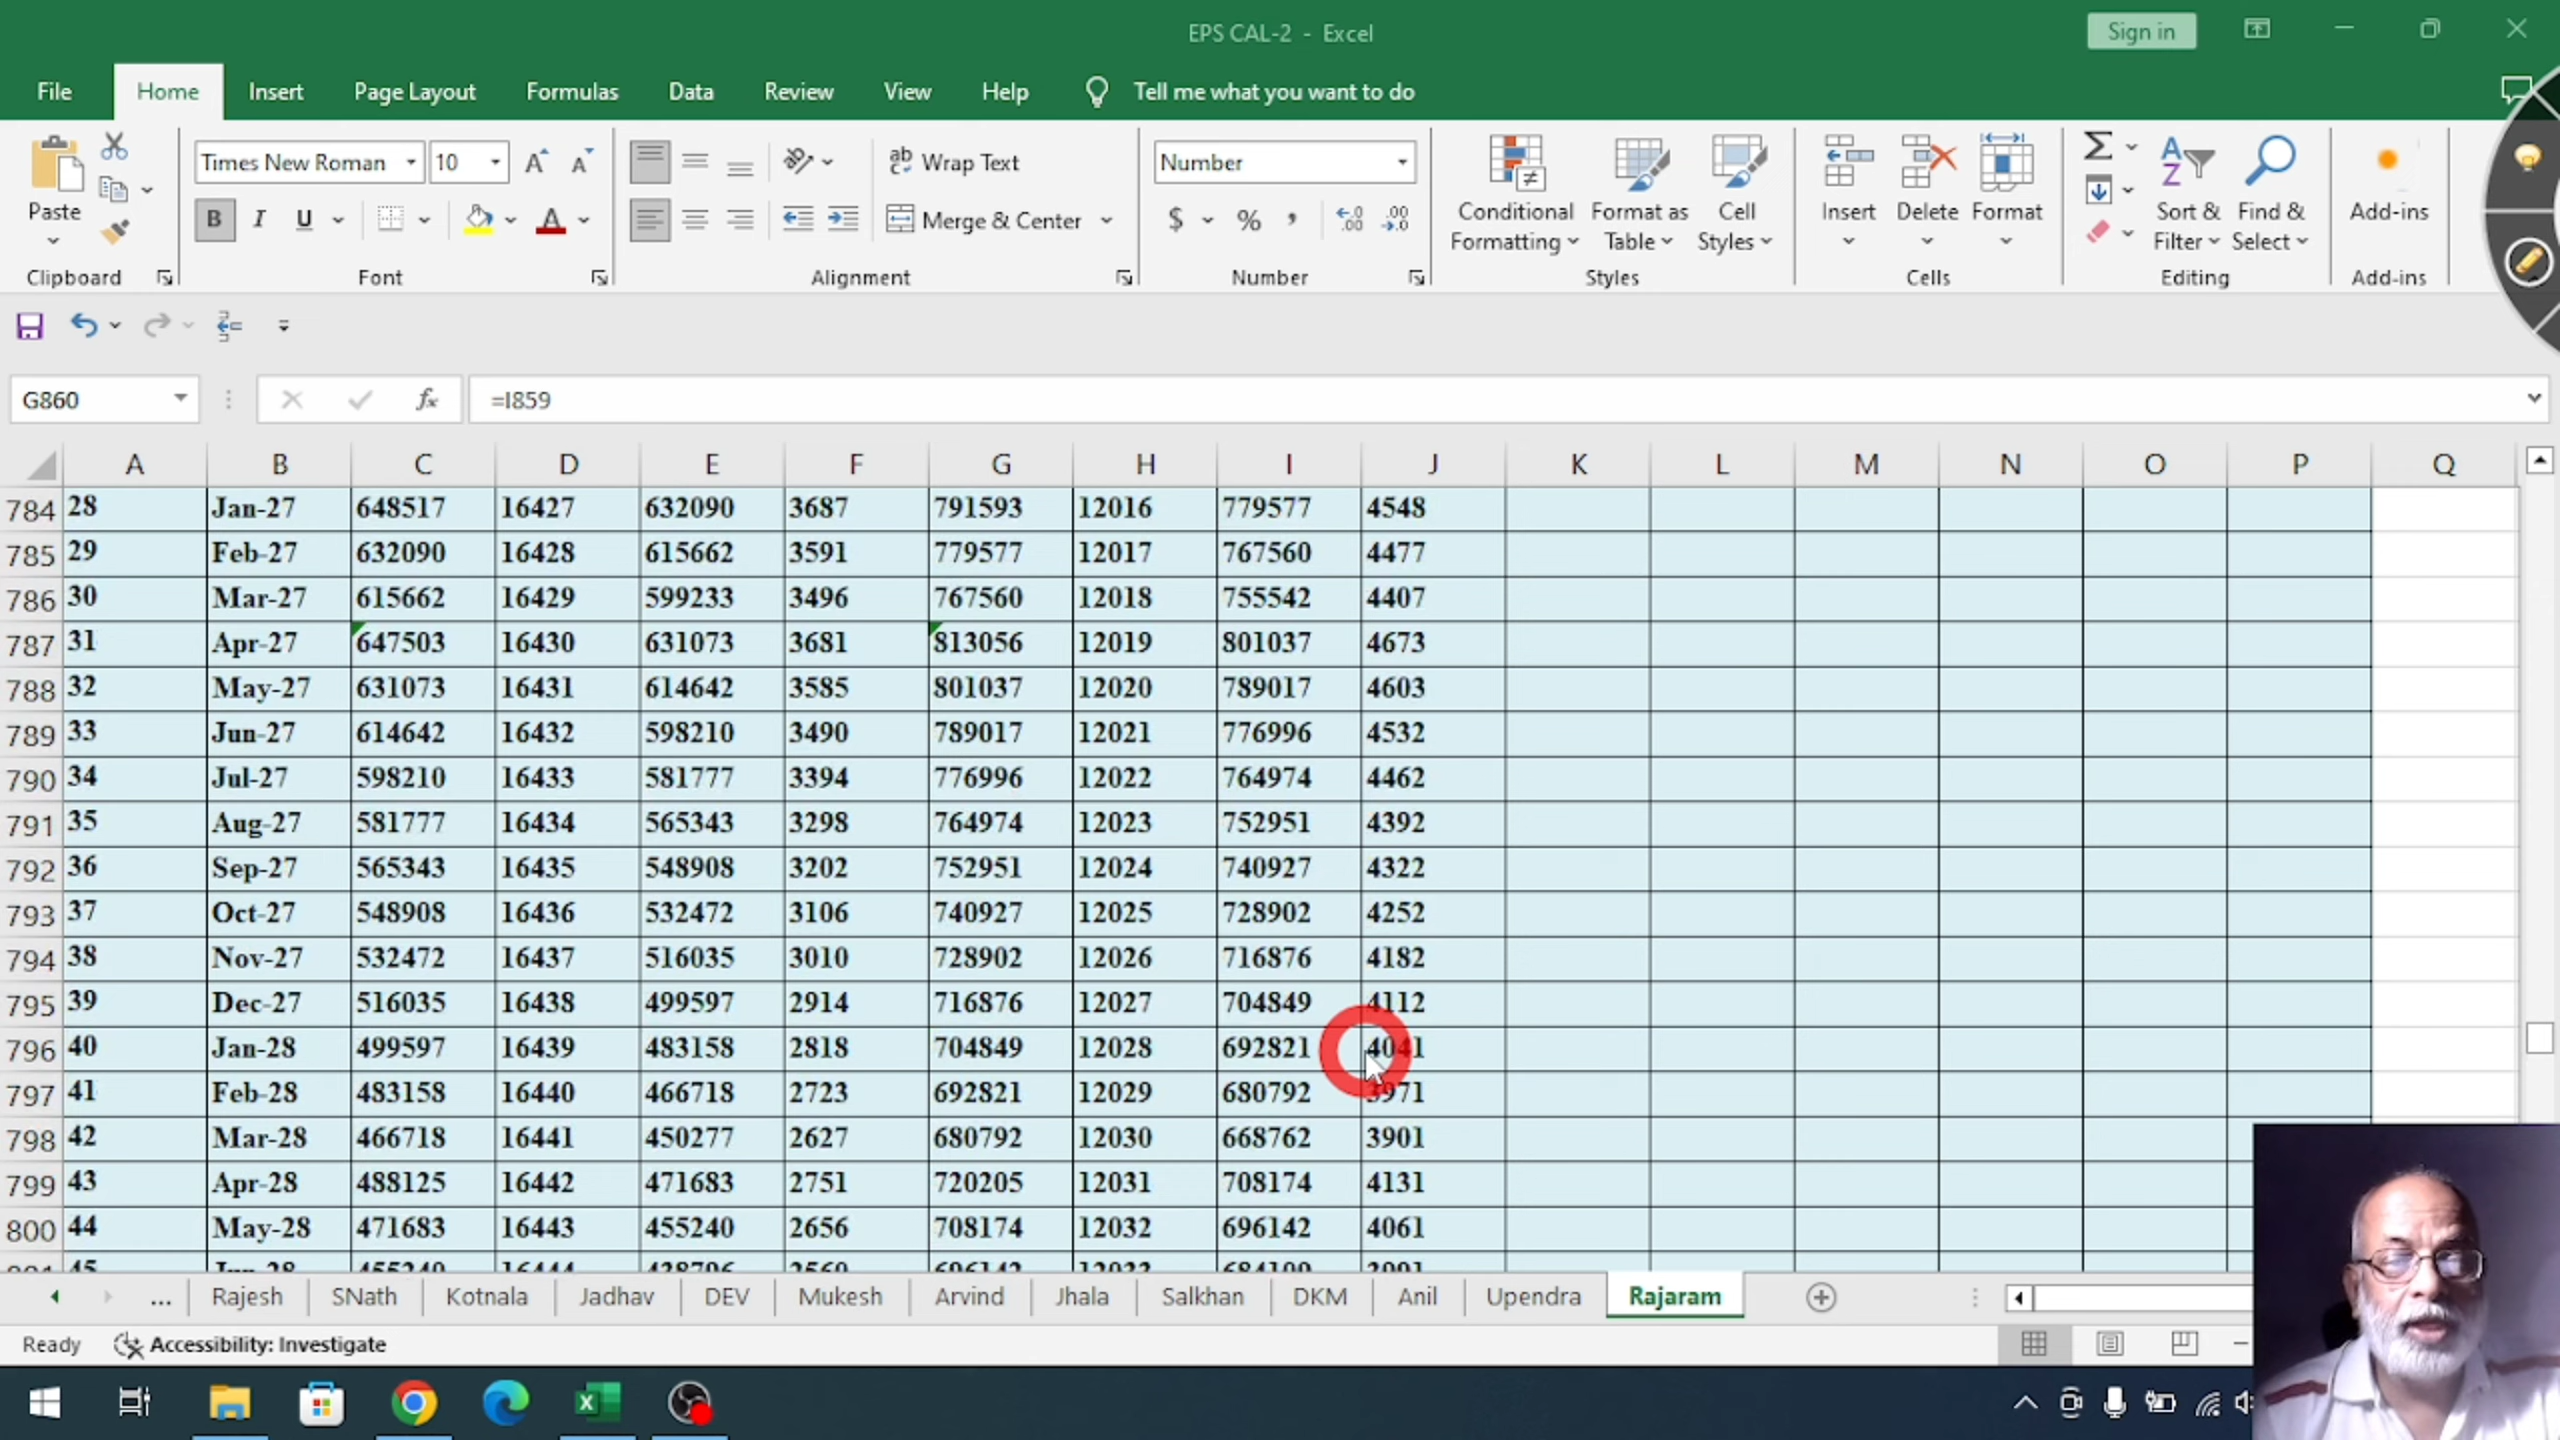 EPS CAL-2 - Excel
Sign in
File Home Insert Page Layout Formulas Data Review View Help Tell me what you want to do
Paste
Clipboard
Times New Roman 10
B I U
Font
Wrap Text
Merge & Center
Alignment
Number
$ % ,
Number
Conditional Formatting
Format as Table
Cell Styles
Styles
Insert Delete Format
Cells
Sort & Filter
Find & Select
Editing
Add-ins
Add-ins
G860 fx =I859
A B C D E F G H I J K L M N O P Q
784 28 Jan-27 648517 16427 632090 3687 791593 12016 779577 4548
785 29 Feb-27 632090 16428 615662 3591 779577 12017 767560 4477
786 30 Mar-27 615662 16429 599233 3496 767560 12018 755542 4407
787 31 Apr-27 647503 16430 631073 3681 813056 12019 801037 4673
788 32 May-27 631073 16431 614642 3585 801037 12020 789017 4603
789 33 Jun-27 614642 16432 598210 3490 789017 12021 776996 4532
790 34 Jul-27 598210 16433 581777 3394 776996 12022 764974 4462
791 35 Aug-27 581777 16434 565343 3298 764974 12023 752951 4392
792 36 Sep-27 565343 16435 548908 3202 752951 12024 740927 4322
793 37 Oct-27 548908 16436 532472 3106 740927 12025 728902 4252
794 38 Nov-27 532472 16437 516035 3010 728902 12026 716876 4182
795 39 Dec-27 516035 16438 499597 2914 716876 12027 704849 4112
796 40 Jan-28 499597 16439 483158 2818 704849 12028 692821 4041
797 41 Feb-28 483158 16440 466718 2723 692821 12029 680792 3971
798 42 Mar-28 466718 16441 450277 2627 680792 12030 668762 3901
799 43 Apr-28 488125 16442 471683 2751 720205 12031 708174 4131
800 44 May-28 471683 16443 455240 2656 708174 12032 696142 4061
... Rajesh SNath Kotnala Jadhav DEV Mukesh Arvind Jhala Salkhan DKM Anil Upendra Rajaram
Ready Accessibility: Investigate